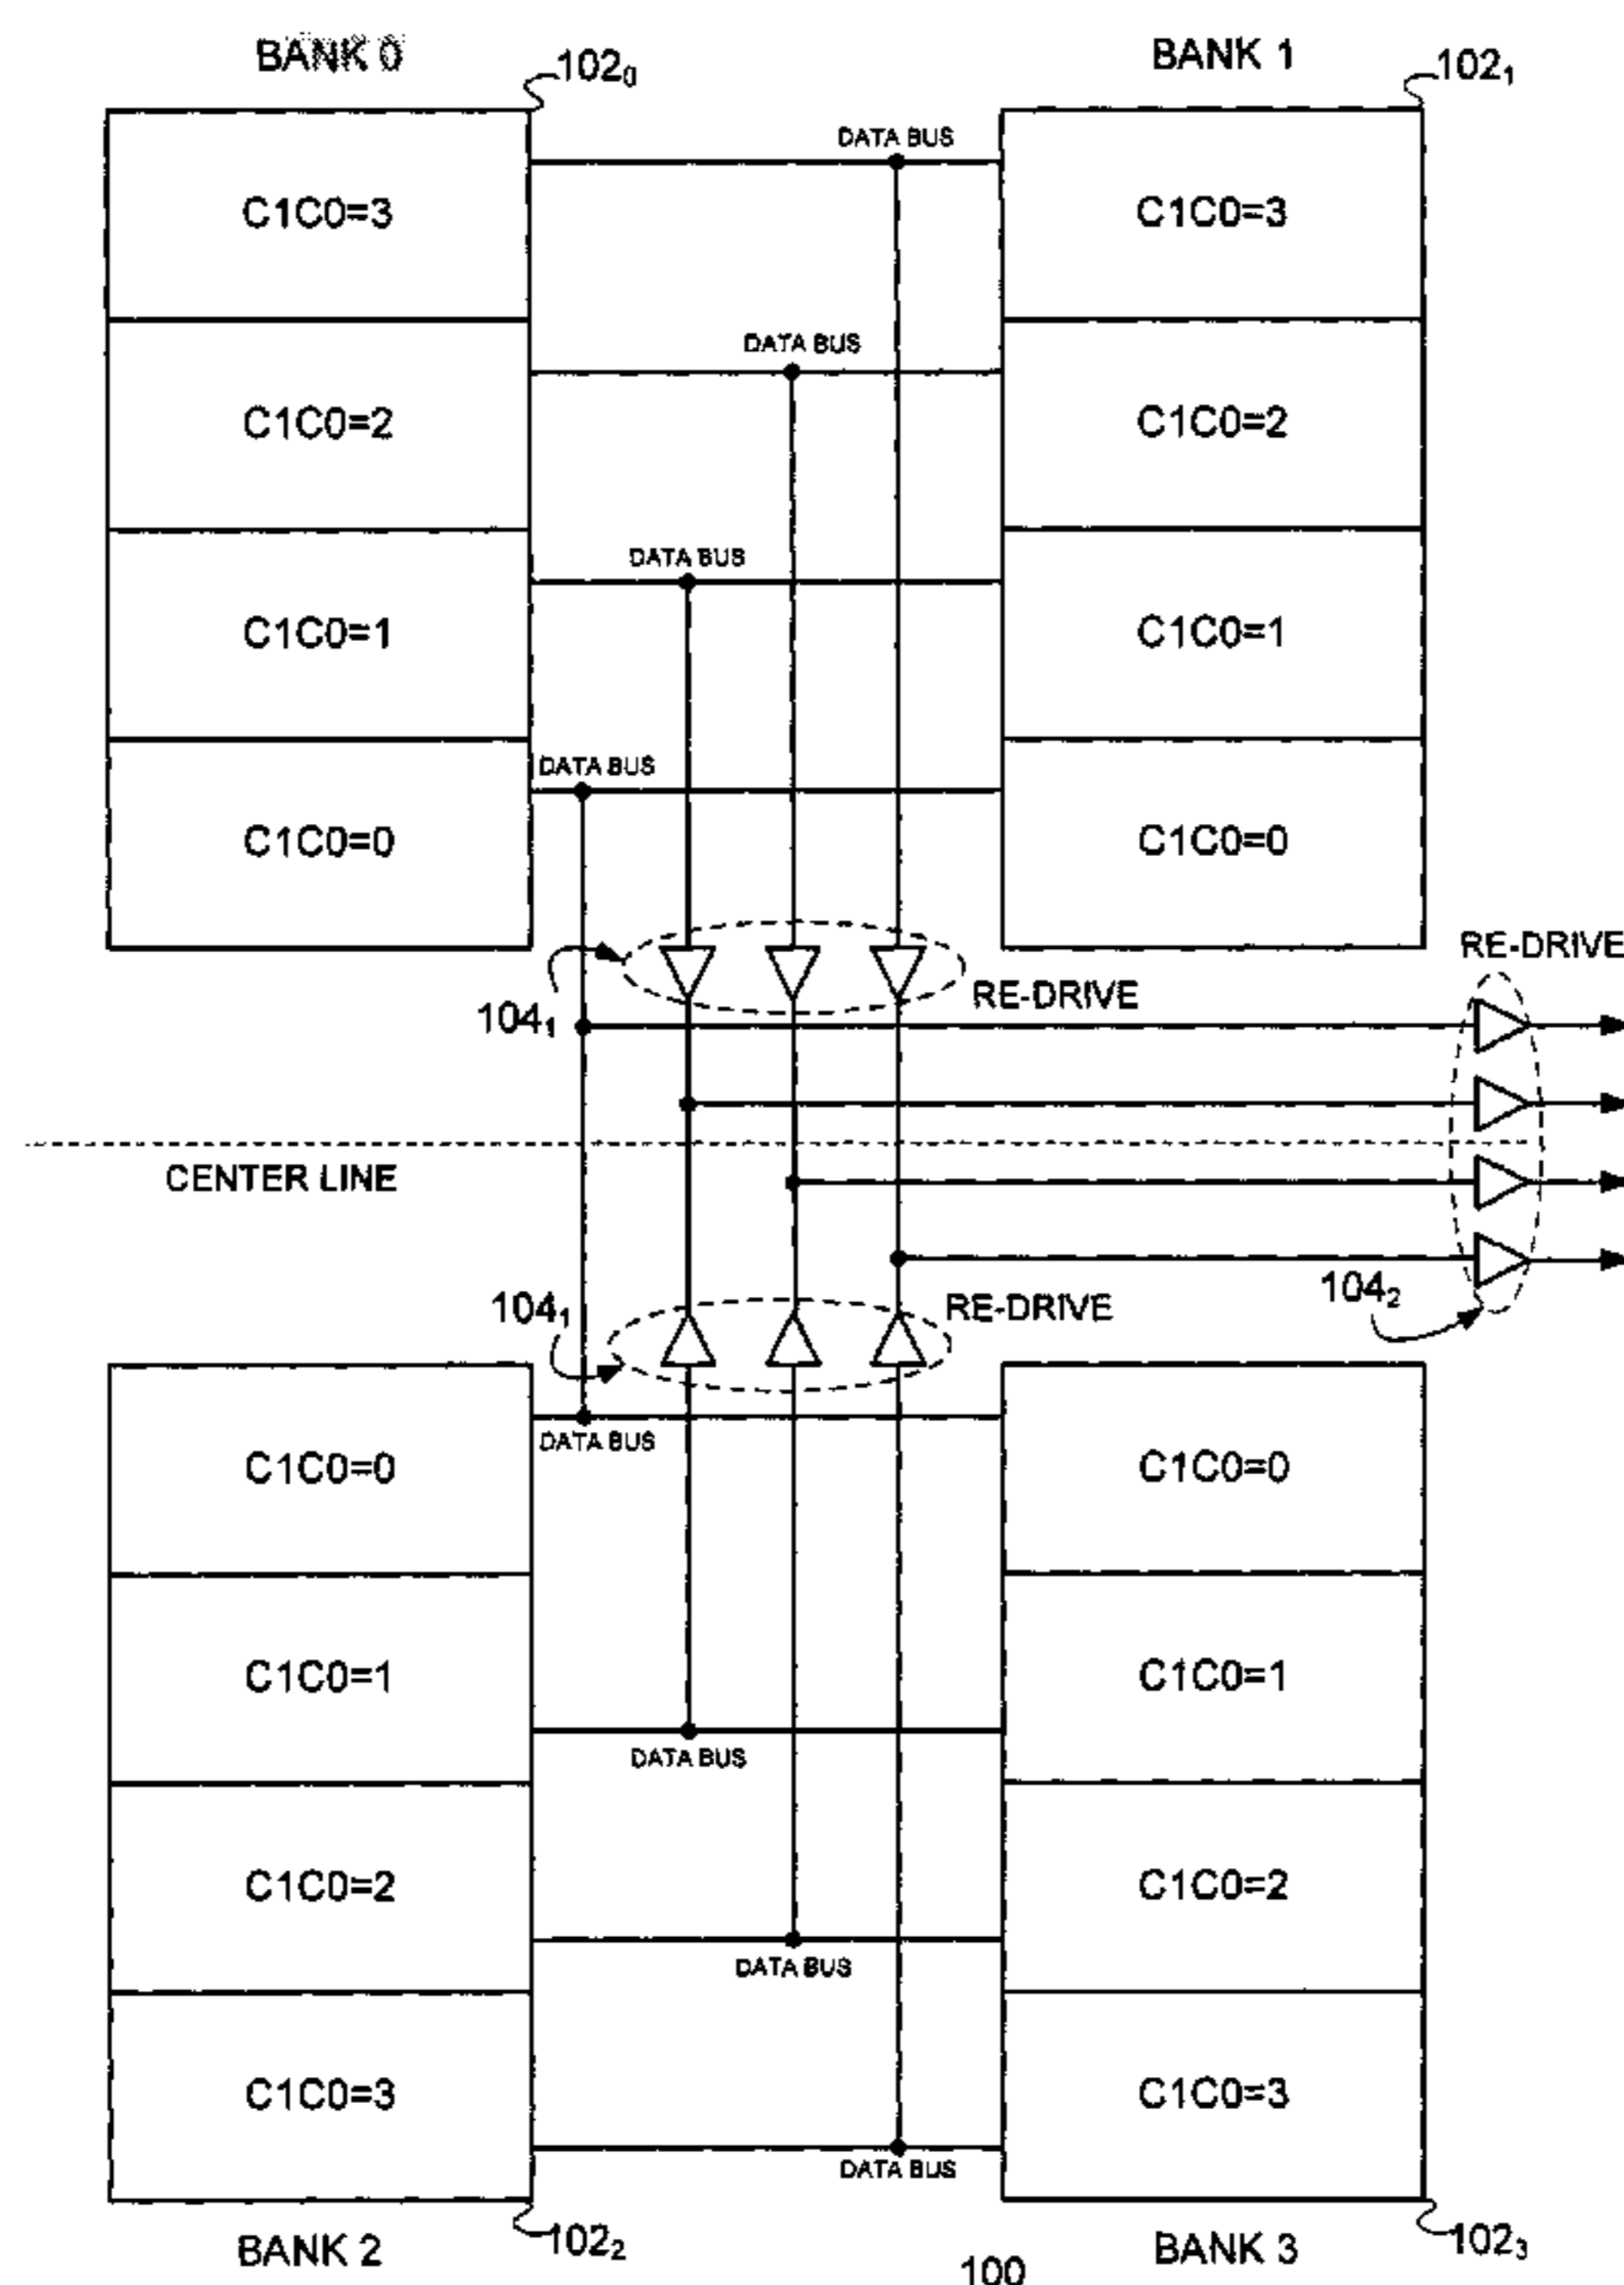 BANK 0
102₀
BANK 1
102₁
DATA BUS
C1C0=3
C1C0=3
DATA BUS
C1C0=2
C1C0=2
DATA BUS
C1C0=1
C1C0=1
DATA BUS
C1C0=0
C1C0=0
RE-DRIVE
104₁
RE-DRIVE
CENTER LINE
104₁
RE-DRIVE
104₂
DATA BUS
C1C0=0
C1C0=0
C1C0=1
C1C0=1
DATA BUS
C1C0=2
C1C0=2
DATA BUS
C1C0=3
C1C0=3
DATA BUS
BANK 2
102₂
100
BANK 3
102₃